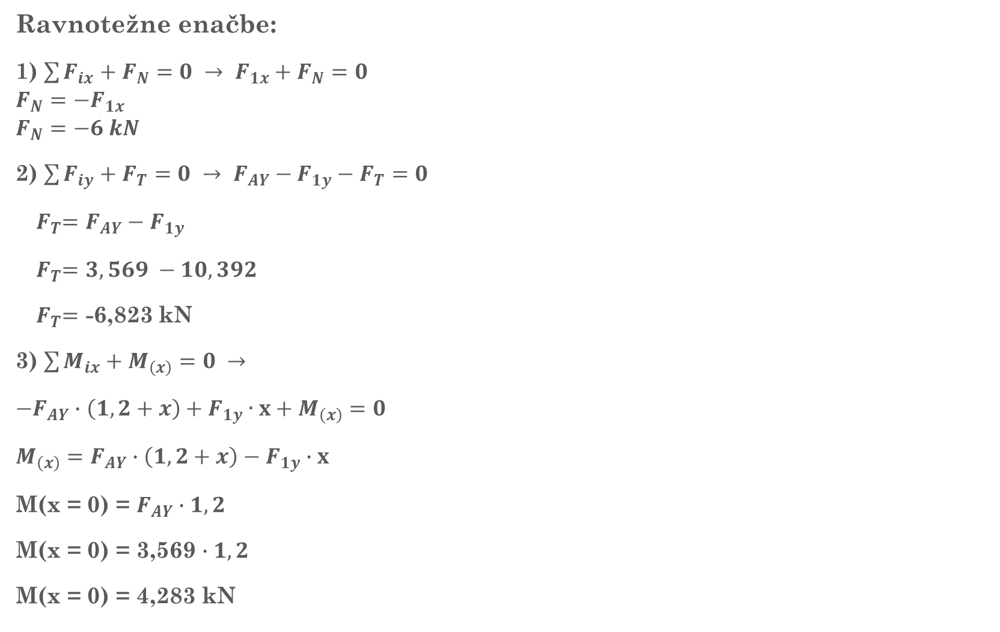 Ravnotežne enačbe:
1) ∑ F_ix + F_N = 0 → F_1x + F_N = 0
F_N = −F_1x
F_N = −6 kN
2) ∑ F_iy + F_T = 0 → F_AY − F_1y − F_T = 0
F_T= F_AY − F_1y
F_T= 3,569 − 10,392
F_T= -6,823 kN
3) ∑ M_ix + M_(x) = 0 →
−F_AY · (1,2 + x) + F_1y · x + M_(x) = 0
M_(x) = F_AY · (1,2 + x) − F_1y · x
M(x = 0) = F_AY · 1,2
M(x = 0) = 3,569 · 1,2
M(x = 0) = 4,283 kN